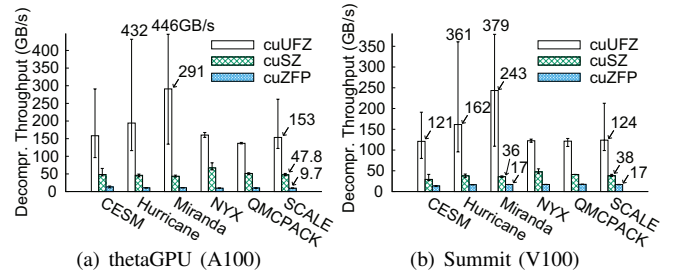 Decompr. Throughput (GB/s)
400
350
300
250
200
150
100
50
0
432
446GB/s
291
153
47.8
9.7
cuUFZ
cuSZ
cuZFP
CESM
Hurricane
Miranda
NYX
QMCPACK
SCALE
(a) thetaGPU (A100)
Decompr. Throughput (GB/s)
350
300
250
200
150
100
50
0
361
379
121
162
243
36
17
124
38
17
cuUFZ
cuSZ
cuZFP
CESM
Hurricane
Miranda
NYX
QMCPACK
SCALE
(b) Summit (V100)